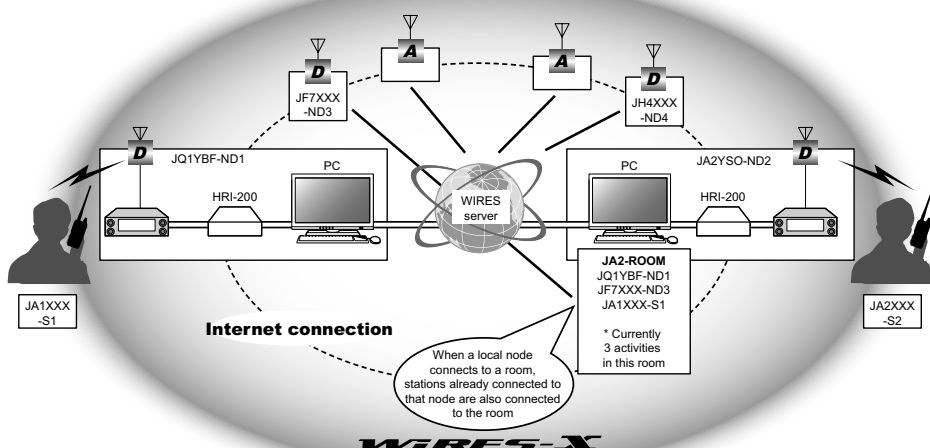 A
A
D
JF7XXX
-ND3
D
JH4XXX
-ND4
D
JQ1YBF-ND1
PC
HRI-200
WIRES
server
PC
JA2YSO-ND2
D
HRI-200
JA1XXX
-S1
JA2XXX
-S2
JA2-ROOM
JQ1YBF-ND1
JF7XXX-ND3
JA1XXX-S1
* Currently
3 activities
in this room
Internet connection
When a local node
connects to a room,
stations already connected to
that node are also connected
to the room
WiRES-X